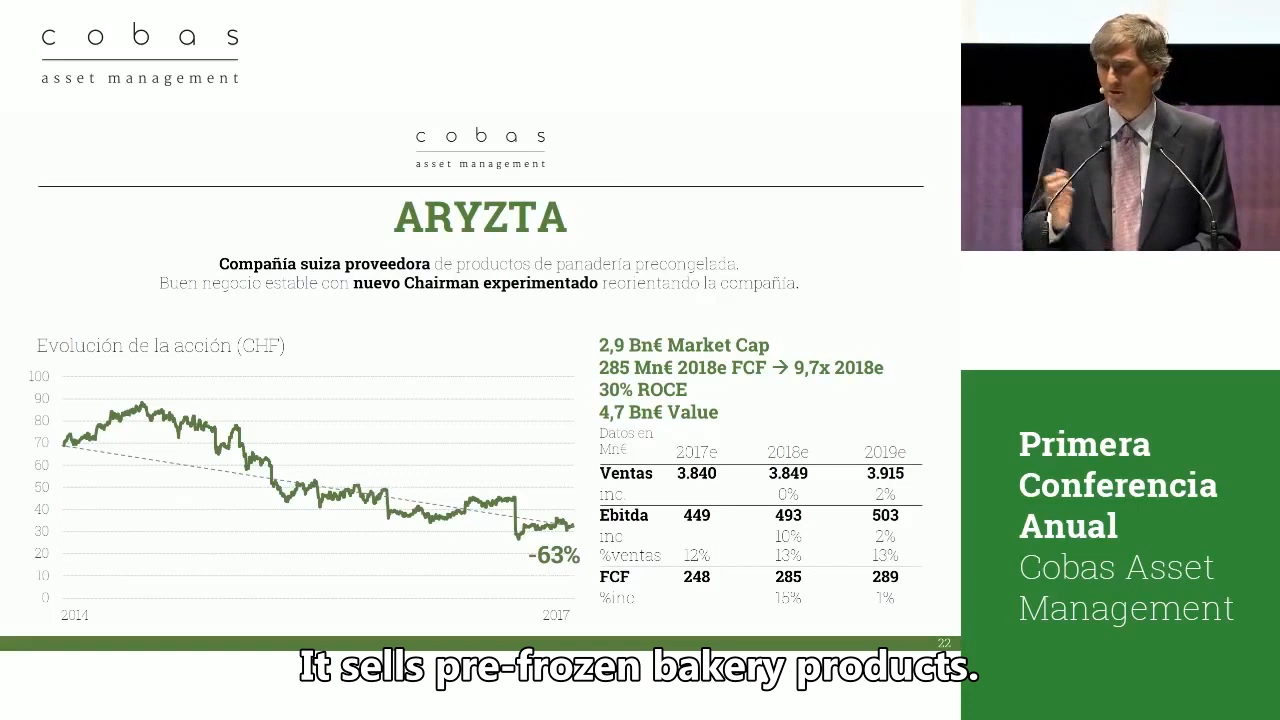 cobas
asset management
cobas
asset management
ARYZTA
Compañía suiza proveedora de productos de panadería precongelada.
Buen negocio estable con nuevo Chairman experimentado reorientando la compañía.
Evolución de la acción (CHF)
100
90
80
70
60
50
40
30
20
10
0
2014 2017
-63%
2,9 Bn€ Market Cap
285 Mn€ 2018e FCF → 9,7x 2018e
30% ROCE
4,7 Bn€ Value
Datos en
Mn€ 2017e 2018e 2019e
Ventas 3.840 3.849 3.915
inc. 0% 2%
Ebitda 449 493 503
inc 10% 2%
%ventas 12% 13% 13%
FCF 248 285 289
%inc 15% 1%
22
Primera
Conferencia
Anual
Cobas Asset
Management
It sells pre-frozen bakery products.